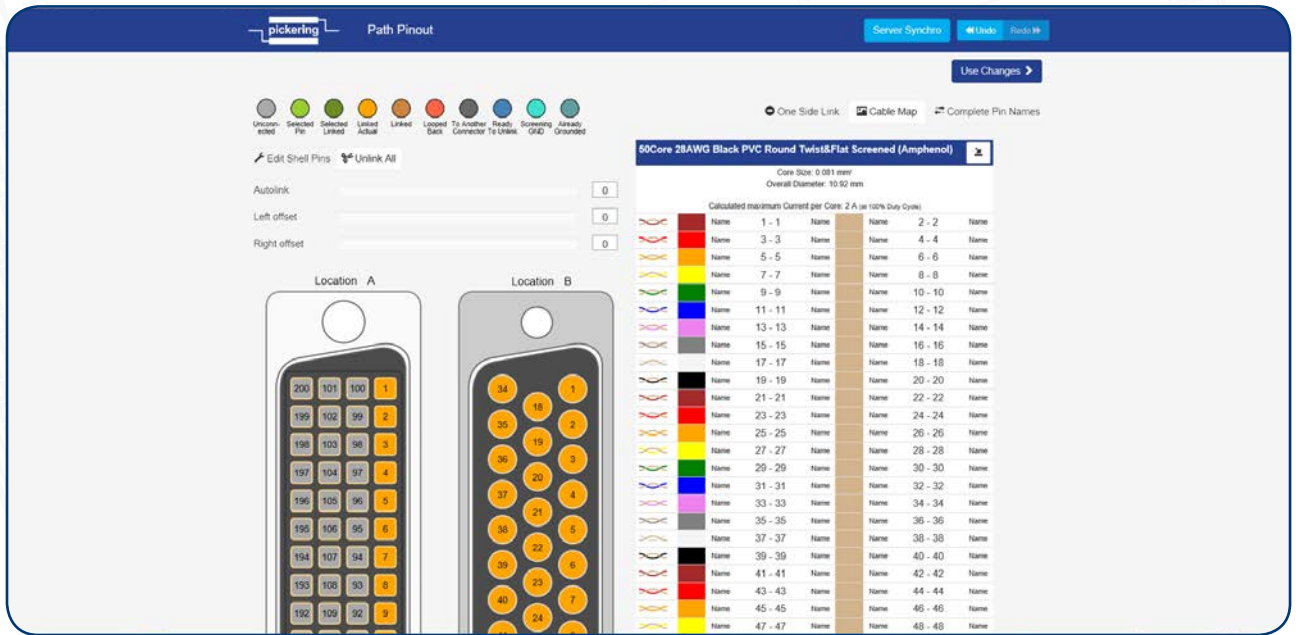 pickering Path Pinout Server Synchro Undo Redo
Use Changes
Unconnected Selected Pin Selected Linked Linked Actual Linked Looped Back To Another Connector Ready To Unlink Screening GND Already Grounded
One Side Link Cable Map Complete Pin Names
Edit Shell Pins Unlink All
50Core 28AWG Black PVC Round Twist&Flat Screened (Amphenol)
Core Size: 0.081 mm²
Overall Diameter: 10.92 mm
Calculated maximum Current per Core: 2 A (at 100% Duty Cycle)
Autolink 0
Left offset 0
Right offset 0
Location A Location B
200 101 100 1
199 102 99 2
198 103 98 3
197 104 97 4
196 105 96 5
195 106 95 6
194 107 94 7
193 108 93 8
192 109 92 9
34 1
18
35 2
19
36 3
20
37 4
21
38 5
22
39 6
23
40 7
24
Name 1 - 1 Name Name 2 - 2 Name
Name 3 - 3 Name Name 4 - 4 Name
Name 5 - 5 Name Name 6 - 6 Name
Name 7 - 7 Name Name 8 - 8 Name
Name 9 - 9 Name Name 10 - 10 Name
Name 11 - 11 Name Name 12 - 12 Name
Name 13 - 13 Name Name 14 - 14 Name
Name 15 - 15 Name Name 16 - 16 Name
Name 17 - 17 Name Name 18 - 18 Name
Name 19 - 19 Name Name 20 - 20 Name
Name 21 - 21 Name Name 22 - 22 Name
Name 23 - 23 Name Name 24 - 24 Name
Name 25 - 25 Name Name 26 - 26 Name
Name 27 - 27 Name Name 28 - 28 Name
Name 29 - 29 Name Name 30 - 30 Name
Name 31 - 31 Name Name 32 - 32 Name
Name 33 - 33 Name Name 34 - 34 Name
Name 35 - 35 Name Name 36 - 36 Name
Name 37 - 37 Name Name 38 - 38 Name
Name 39 - 39 Name Name 40 - 40 Name
Name 41 - 41 Name Name 42 - 42 Name
Name 43 - 43 Name Name 44 - 44 Name
Name 45 - 45 Name Name 46 - 46 Name
Name 47 - 47 Name Name 48 - 48 Name